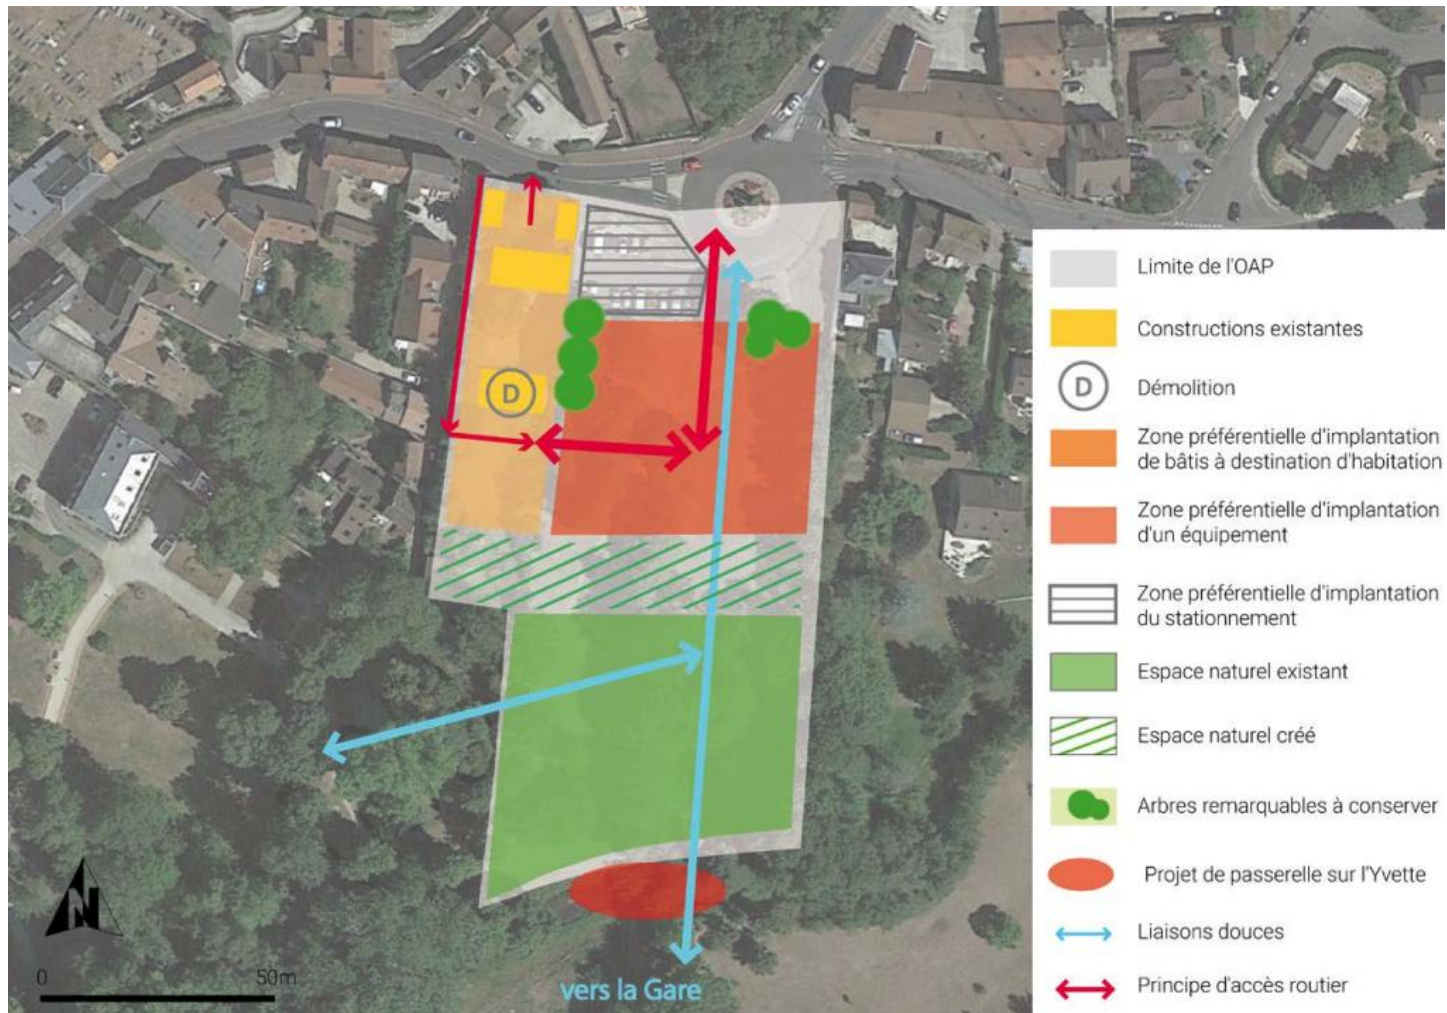 Limite de l'OAP
Constructions existantes
D
Démolition
Zone préférentielle d'implantation
de bâtis à destination d'habitation
Zone préférentielle d'implantation
d'un équipement
Zone préférentielle d'implantation
du stationnement
Espace naturel existant
Espace naturel créé
Arbres remarquables à conserver
Projet de passerelle sur l'Yvette
Liaisons douces
Principe d'accès routier
D
N
0
50m
vers la Gare